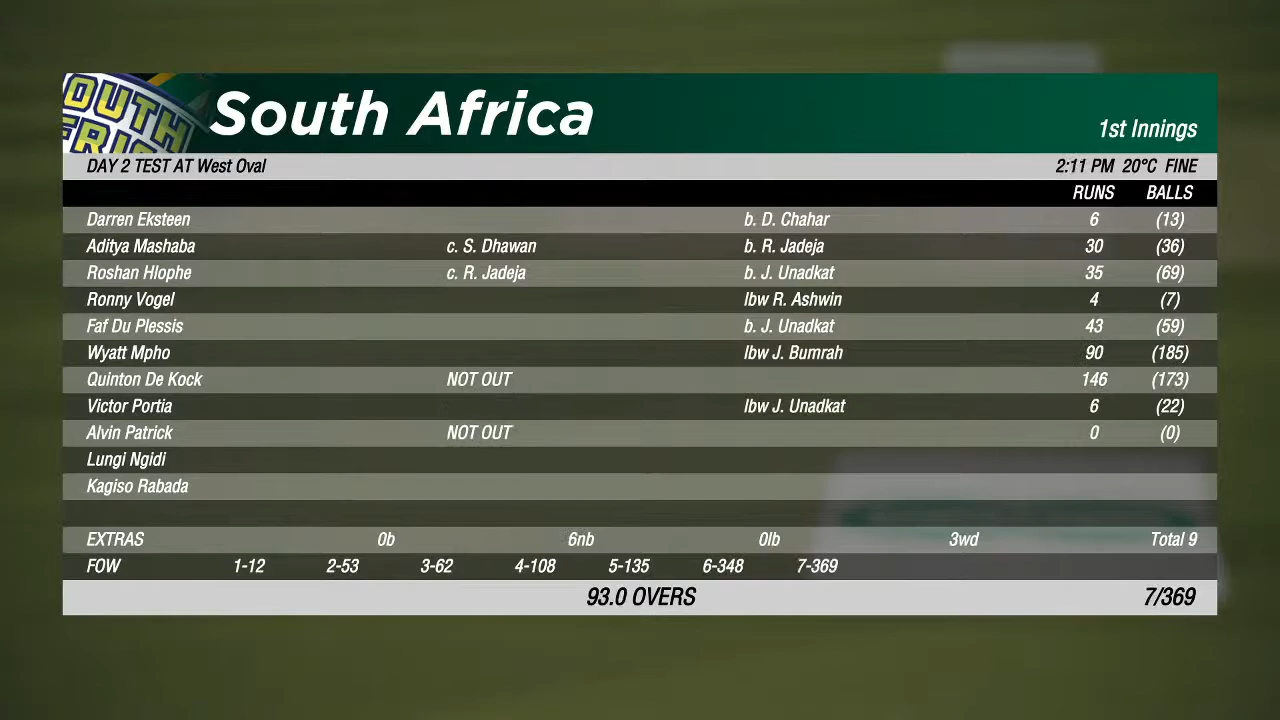 OUTH
FRIC
South Africa
1st Innings
DAY 2 TEST AT West Oval 2:11 PM 20°C FINE
RUNS BALLS
Darren Eksteen b. D. Chahar 6 (13)
Aditya Mashaba c. S. Dhawan b. R. Jadeja 30 (36)
Roshan Hlophe c. R. Jadeja b. J. Unadkat 35 (69)
Ronny Vogel lbw R. Ashwin 4 (7)
Faf Du Plessis b. J. Unadkat 43 (59)
Wyatt Mpho lbw J. Bumrah 90 (185)
Quinton De Kock NOT OUT 146 (173)
Victor Portia lbw J. Unadkat 6 (22)
Alvin Patrick NOT OUT 0 (0)
Lungi Ngidi
Kagiso Rabada
EXTRAS 0b 6nb 0lb 3wd Total 9
FOW 1-12 2-53 3-62 4-108 5-135 6-348 7-369
93.0 OVERS 7/369